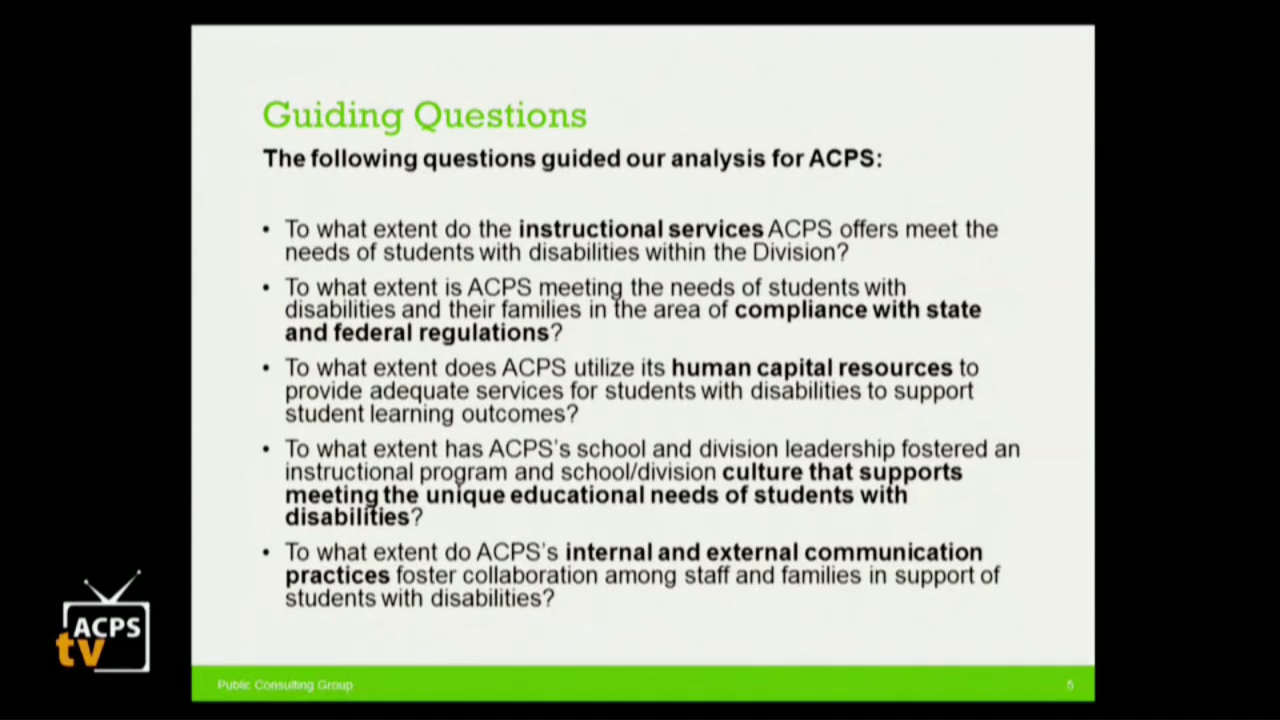 Guiding Questions
The following questions guided our analysis for ACPS:
• To what extent do the instructional services ACPS offers meet the
needs of students with disabilities within the Division?
• To what extent is ACPS meeting the needs of students with
disabilities and their families in the area of compliance with state
and federal regulations?
• To what extent does ACPS utilize its human capital resources to
provide adequate services for students with disabilities to support
student learning outcomes?
• To what extent has ACPS's school and division leadership fostered an
instructional program and school/division culture that supports
meeting the unique educational needs of students with
disabilities?
• To what extent do ACPS's internal and external communication
practices foster collaboration among staff and families in support of
students with disabilities?
ACPS
tv
Public Consulting Group
5